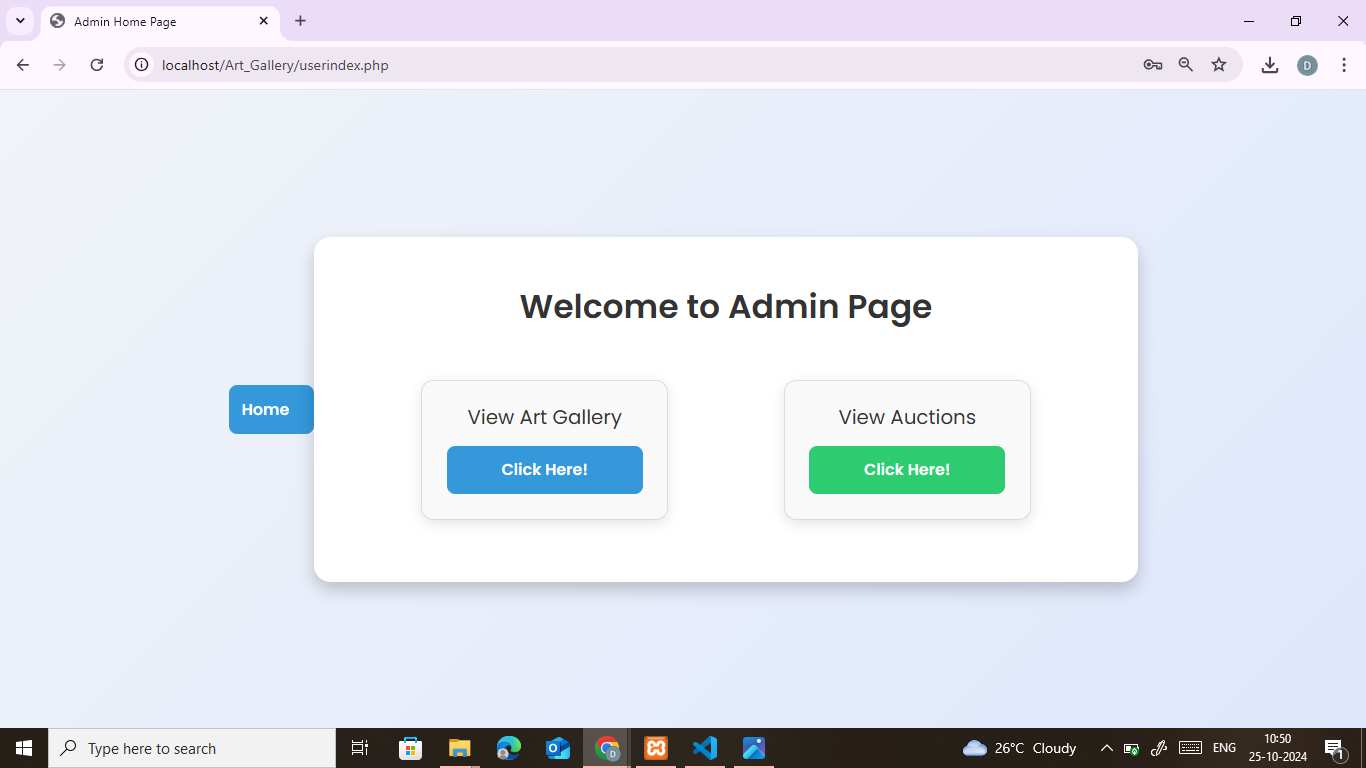 Admin Home Page
localhost/Art_Gallery/userindex.php
D
Welcome to Admin Page
Home
View Art Gallery
View Auctions
Click Here!
Click Here!
Type here to search
D
26°C Cloudy
ENG
10:50
25-10-2024
1